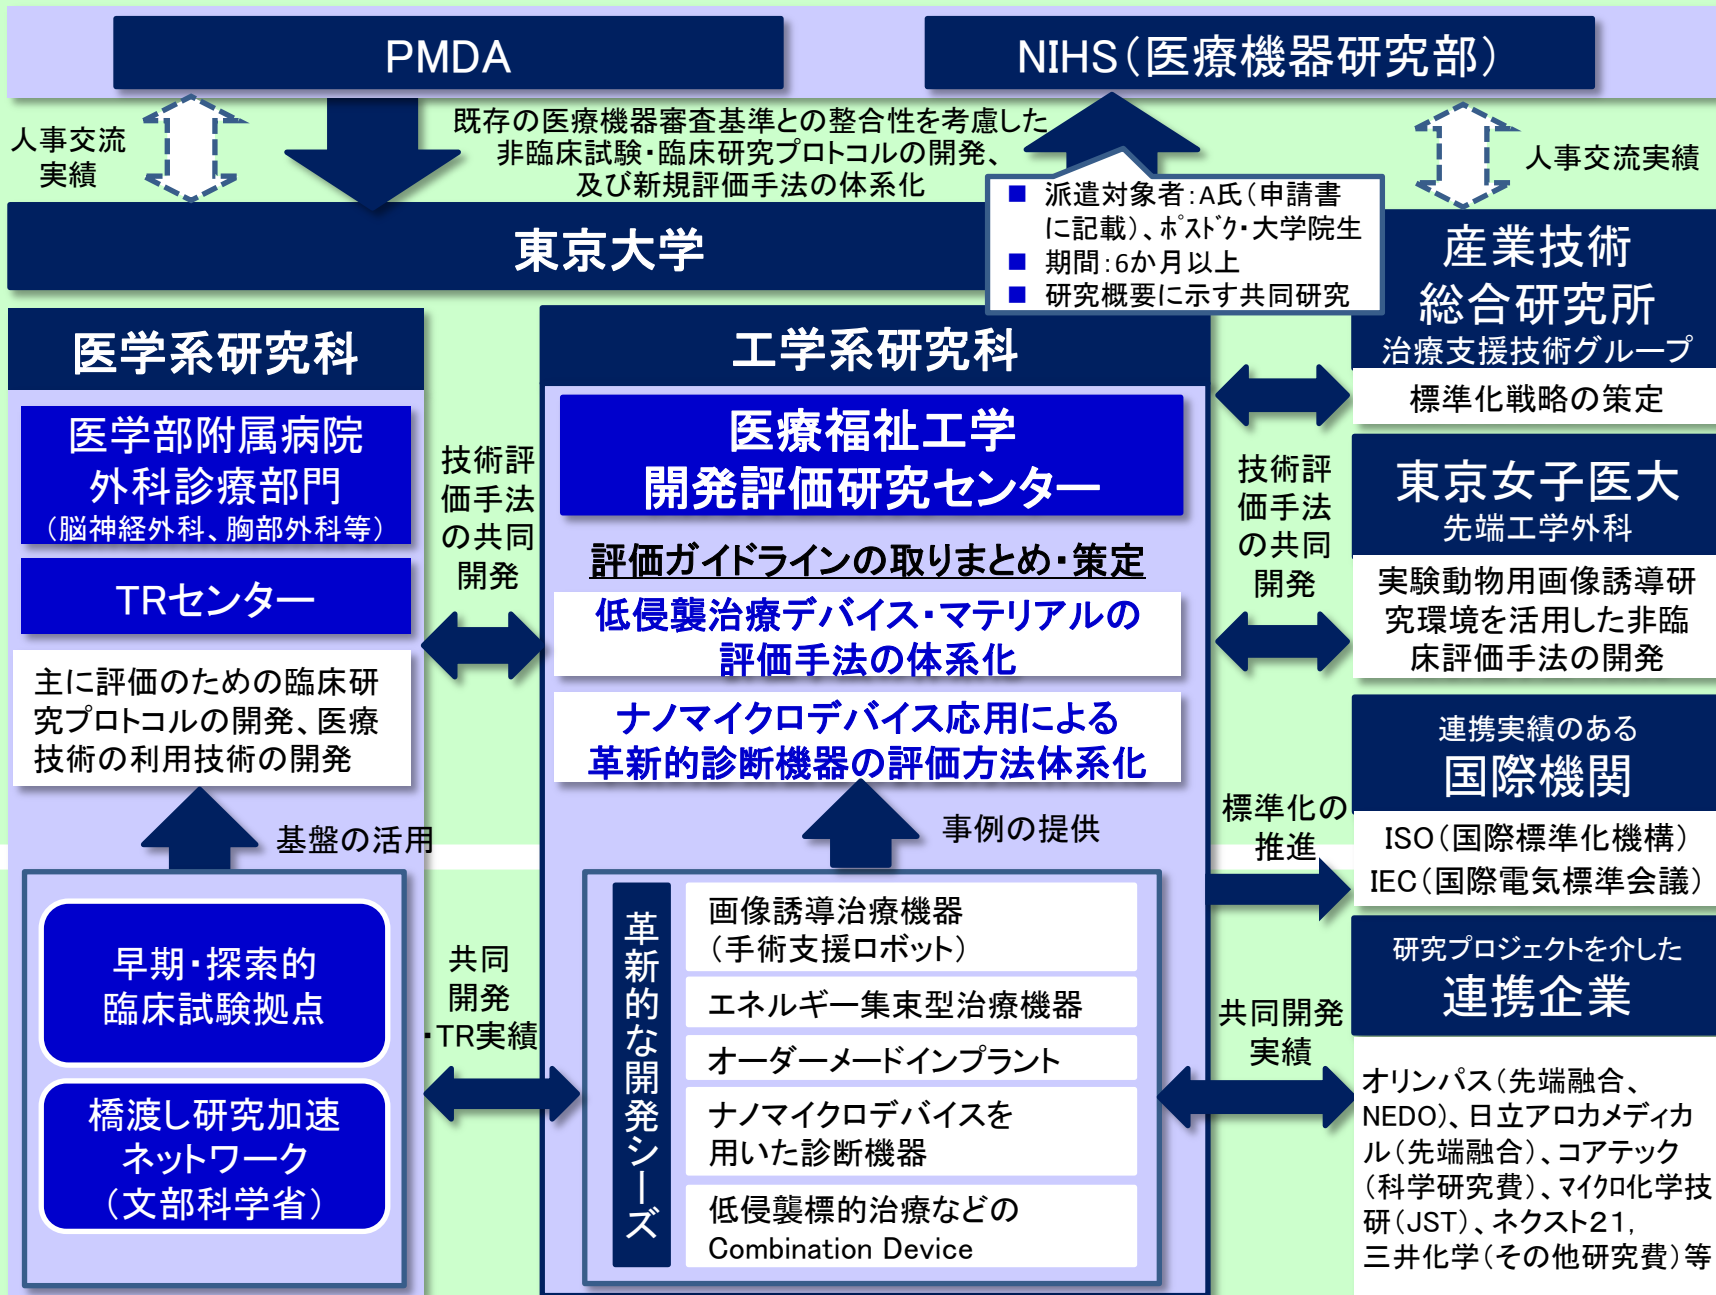 PMDA
NIHS(医療機器研究部)
人事交流
実績
既存の医療機器審査基準との整合性を考慮した
非臨床試験・臨床研究プロトコルの開発、
及び新規評価手法の体系化
人事交流実績
■ 派遣対象者:A氏(申請書
に記載)、ポスドク・大学院生
■ 期間:6か月以上
■ 研究概要に示す共同研究
東京大学
医学系研究科
医学部附属病院
外科診療部門
(脳神経外科、胸部外科等)
TRセンター
主に評価のための臨床研
究プロトコルの開発、医療
技術の利用技術の開発
基盤の活用
早期・探索的
臨床試験拠点
橋渡し研究加速
ネットワーク
(文部科学省)
技術評
価手法
の共同
開発
共同
開発
・TR実績
工学系研究科
医療福祉工学
開発評価研究センター
評価ガイドラインの取りまとめ・策定
低侵襲治療デバイス・マテリアルの
評価手法の体系化
ナノマイクロデバイス応用による
革新的診断機器の評価方法体系化
事例の提供
革新的な開発シーズ
画像誘導治療機器
(手術支援ロボット)
エネルギー集束型治療機器
オーダーメードインプラント
ナノマイクロデバイスを
用いた診断機器
低侵襲標的治療などの
Combination Device
技術評
価手法
の共同
開発
標準化の
推進
共同開発
実績
産業技術
総合研究所
治療支援技術グループ
標準化戦略の策定
東京女子医大
先端工学外科
実験動物用画像誘導研
究環境を活用した非臨
床評価手法の開発
連携実績のある
国際機関
ISO(国際標準化機構)
IEC(国際電気標準会議)
研究プロジェクトを介した
連携企業
オリンパス(先端融合、
NEDO)、日立アロカメディカ
ル(先端融合)、コアテック
(科学研究費)、マイクロ化学技
研(JST)、ネクスト21,
三井化学(その他研究費)等